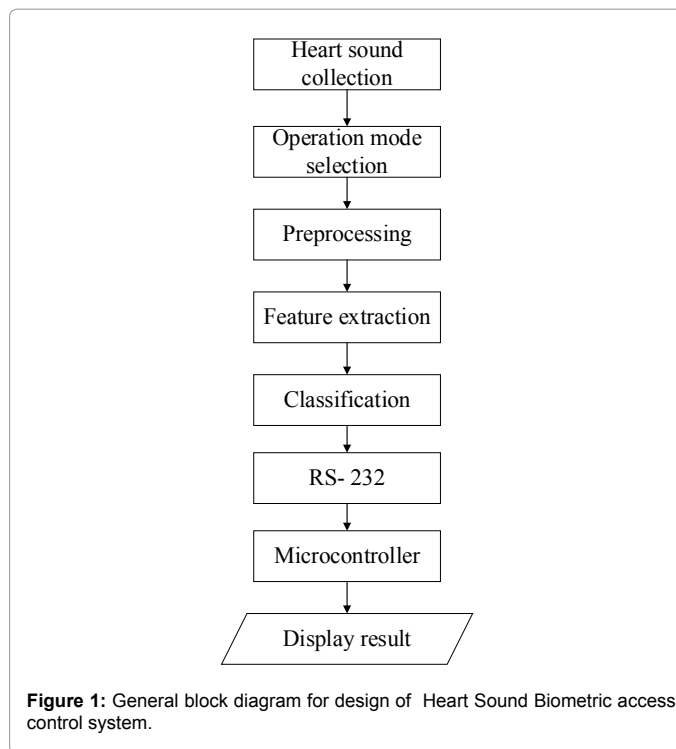 Heart sound
collection
Operation mode
selection
Preprocessing
Feature extraction
Classification
RS- 232
Microcontroller
Display result
Figure 1: General block diagram for design of Heart Sound Biometric access
control system.